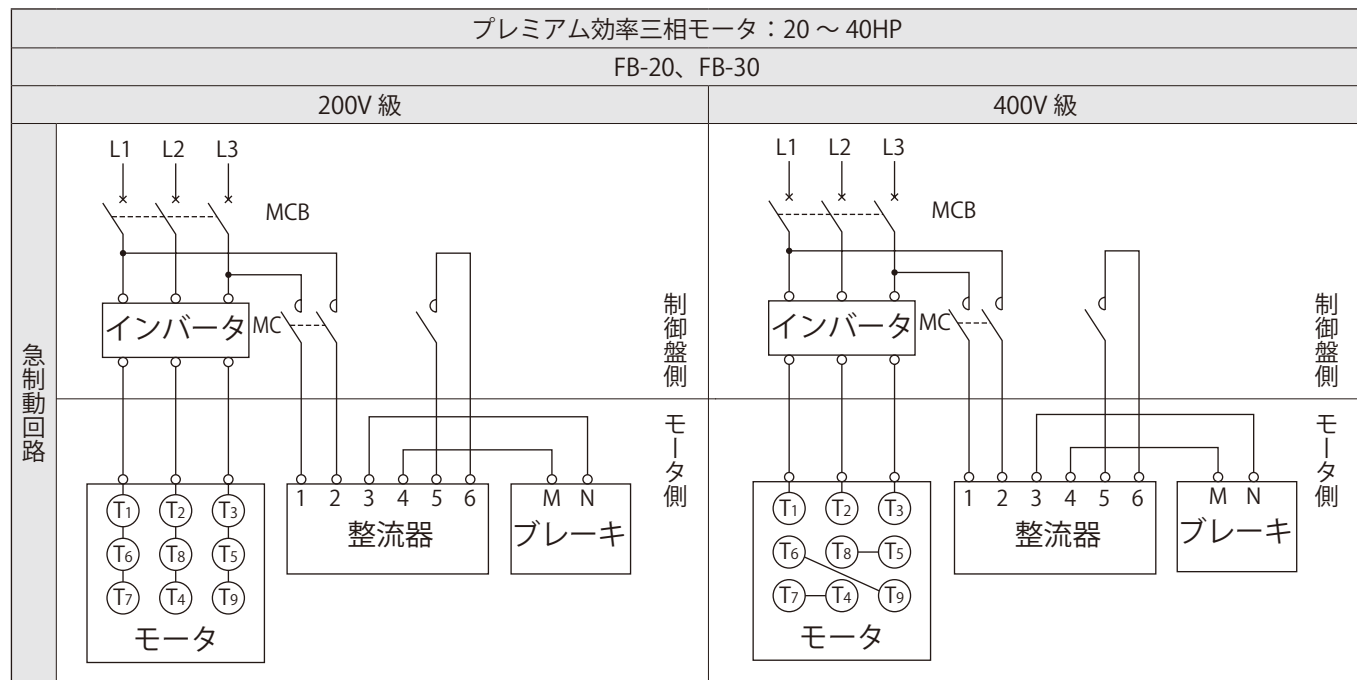 プレミアム効率三相モータ：20 ～ 40HP
FB-20、FB-30
200V 級
400V 級
急制動回路
L1 L2 L3
MCB
インバータ
MC
制御盤側
モータ側
1 2 3 4 5 6
整流器
M N
ブレーキ
T1 T2 T3
T6 T8 T5
T7 T4 T9
モータ
L1 L2 L3
MCB
インバータ
MC
制御盤側
モータ側
1 2 3 4 5 6
整流器
M N
ブレーキ
T1 T2 T3
T6 T8 T5
T7 T4 T9
モータ